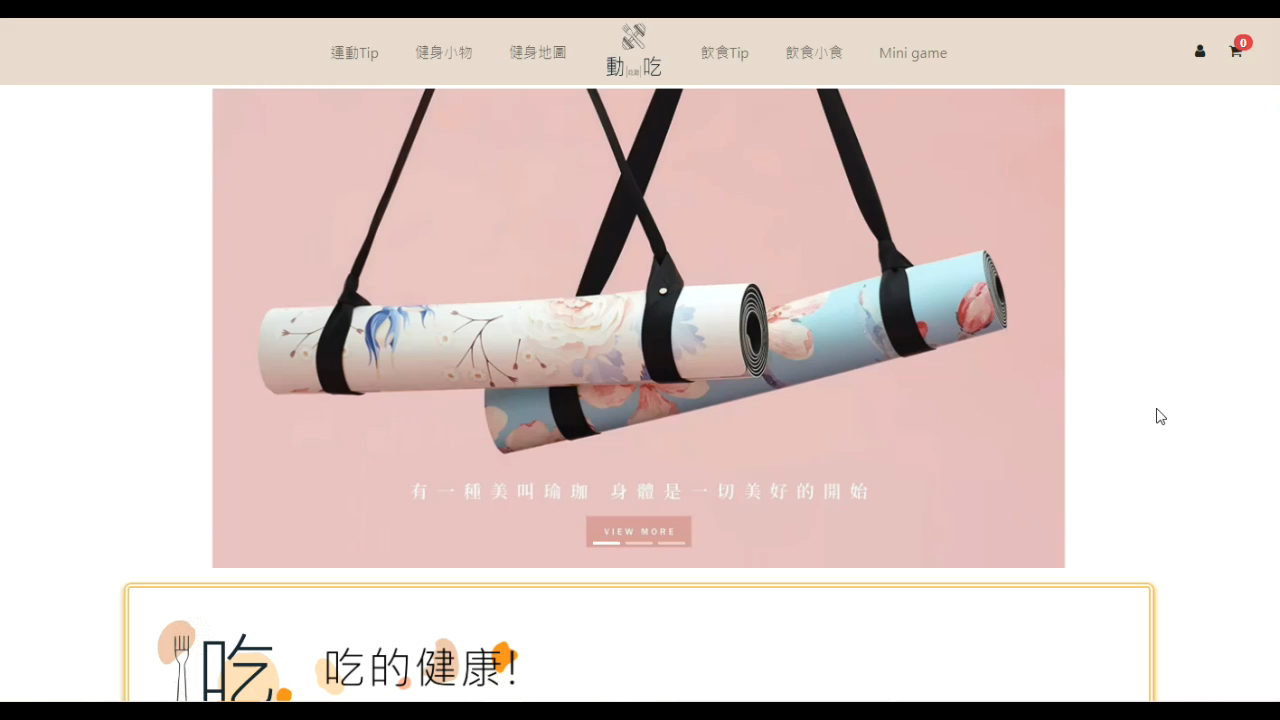 運動Tip 健身小物 健身地圖 動 吃 飲食Tip 飲食小食 Mini game 0
有一種美叫瑜珈 身體是一切美好的開始
VIEW MORE
吃 吃的健康!